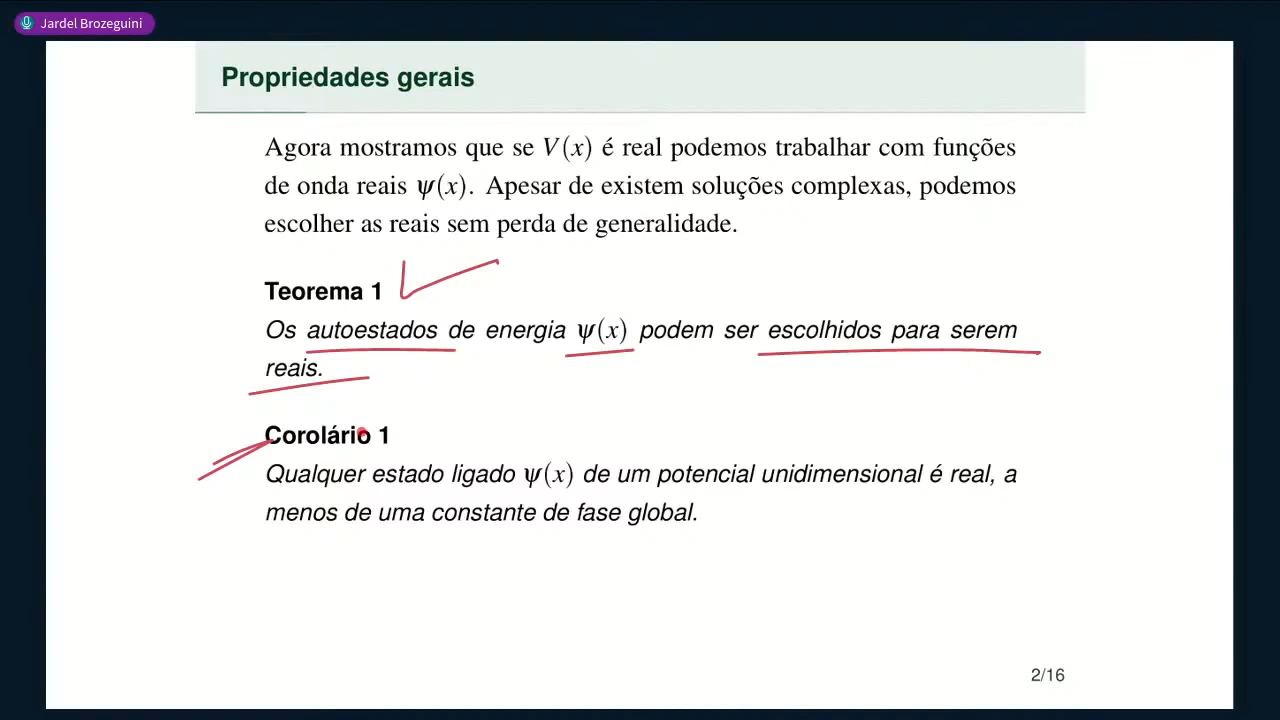 Jardel Brozeguini
Propriedades gerais
Agora mostramos que se V(x) é real podemos trabalhar com funções
de onda reais ψ(x). Apesar de existem soluções complexas, podemos
escolher as reais sem perda de generalidade.
Teorema 1
Os autoestados de energia ψ(x) podem ser escolhidos para serem
reais.
Corolário 1
Qualquer estado ligado ψ(x) de um potencial unidimensional é real, a
menos de uma constante de fase global.
2/16